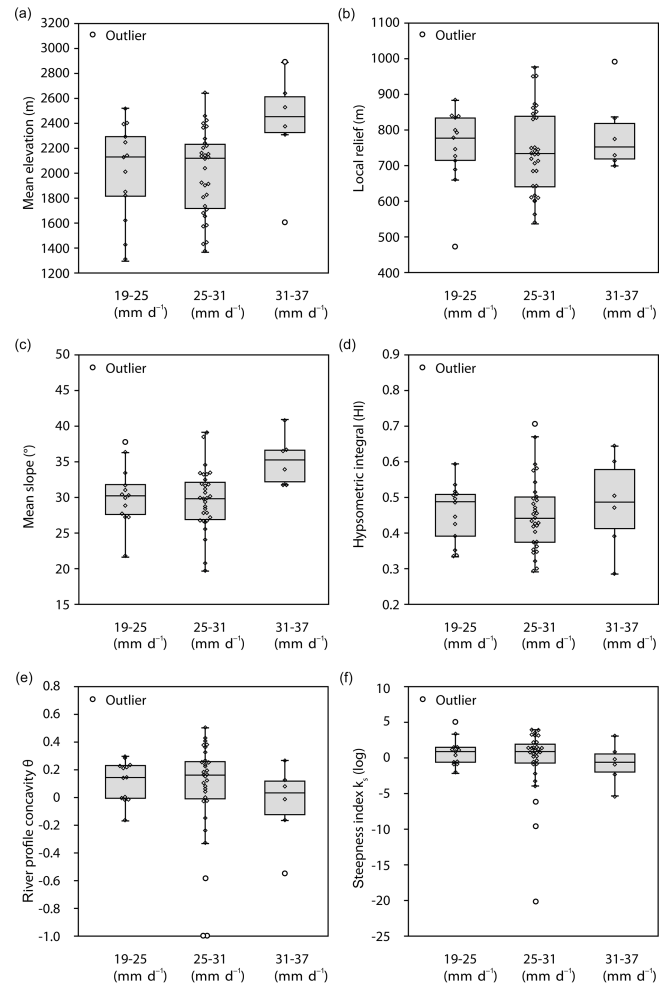 (a)
Outlier
3200
3000
2800
2600
2400
2200
2000
1800
1600
1400
1200
Mean elevation (m)
19-25
(mm d⁻¹)
25-31
(mm d⁻¹)
31-37
(mm d⁻¹)
(b)
Outlier
1100
1000
900
800
700
600
500
400
Local relief (m)
19-25
(mm d⁻¹)
25-31
(mm d⁻¹)
31-37
(mm d⁻¹)
(c)
Outlier
50
45
40
35
30
25
20
15
Mean slope (°)
19-25
(mm d⁻¹)
25-31
(mm d⁻¹)
31-37
(mm d⁻¹)
(d)
Outlier
0.9
0.8
0.7
0.6
0.5
0.4
0.3
0.2
Hypsometric integral (HI)
19-25
(mm d⁻¹)
25-31
(mm d⁻¹)
31-37
(mm d⁻¹)
(e)
Outlier
0.8
0.6
0.4
0.2
0
-0.2
-0.4
-0.6
-0.8
-1.0
River profile concavity θ
19-25
(mm d⁻¹)
25-31
(mm d⁻¹)
31-37
(mm d⁻¹)
(f)
Outlier
10
5
0
-5
-10
-15
-20
-25
Steepness index kₛ (log)
19-25
(mm d⁻¹)
25-31
(mm d⁻¹)
31-37
(mm d⁻¹)